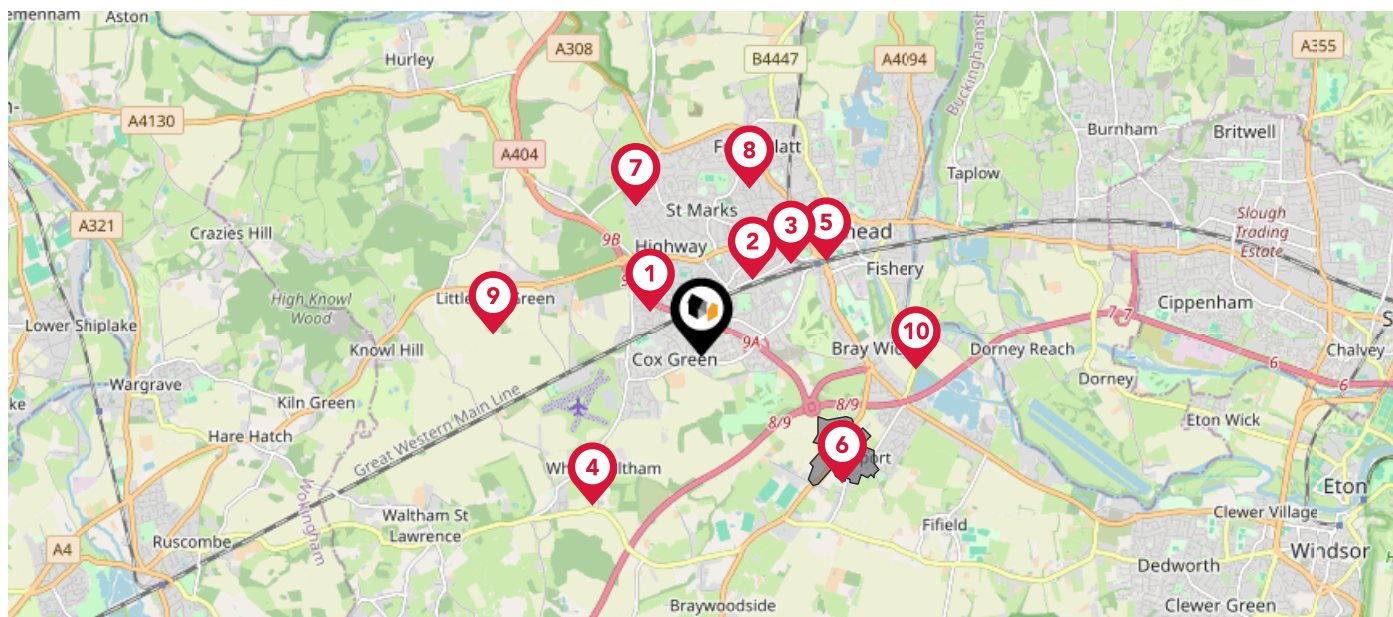 emenham
Aston
A308
B4447
A4094
A355
Hurley
Buckinghamsh
A4130
Burnham
Britwell
A404
8
7
Taplow
St Marks
A321
Crazies Hill
Slough
Trading
Estate
9B
Highway
2
3
5
head
Fishery
1
9
High Knowl
Wood
Cippenham
Lower Shiplake
7
7
Knowl Hill
9A
10
Dorney Reach
Chalvey
Cox Green
6
Wargrave
Dorney
6
Kiln Green
8/9
8/9
Eton Wick
Great Western Main Line
Hare Hatch
6
4
Eton
Wokingham
Waltham St
Lawrence
Clewer Village
Fifield
A4
Ruscombe
Windsor
Dedworth
Braywoodside
Clewer Green